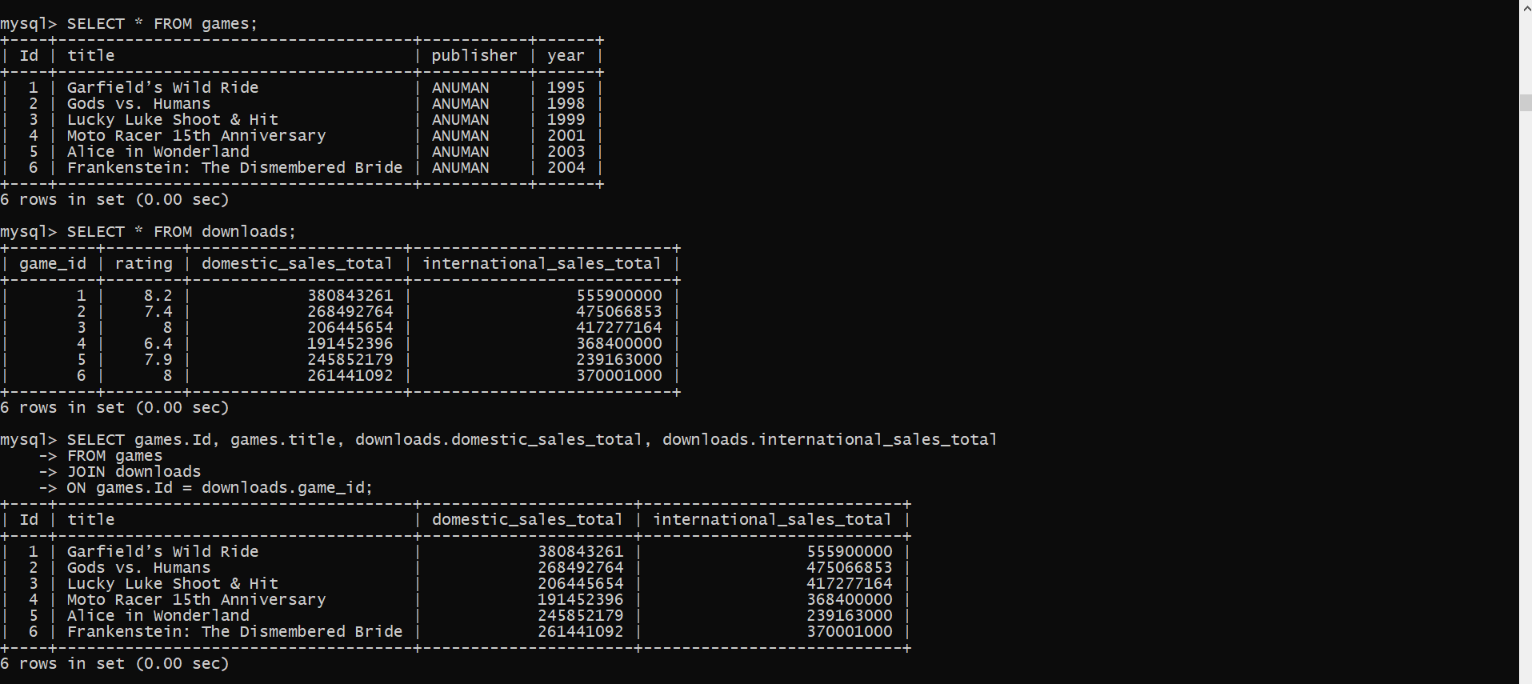 mysql> SELECT * FROM games;
+----+-------------------------------------+-----------+------+
| Id | title                               | publisher | year |
+----+-------------------------------------+-----------+------+
|  1 | Garfield’s Wild Ride                | ANUMAN    | 1995 |
|  2 | Gods vs. Humans                     | ANUMAN    | 1998 |
|  3 | Lucky Luke Shoot & Hit              | ANUMAN    | 1999 |
|  4 | Moto Racer 15th Anniversary         | ANUMAN    | 2001 |
|  5 | Alice in Wonderland                 | ANUMAN    | 2003 |
|  6 | Frankenstein: The Dismembered Bride | ANUMAN    | 2004 |
+----+-------------------------------------+-----------+------+
6 rows in set (0.00 sec)

mysql> SELECT * FROM downloads;
+---------+--------+----------------------+---------------------------+
| game_id | rating | domestic_sales_total | international_sales_total |
+---------+--------+----------------------+---------------------------+
|       1 |    8.2 |            380843261 |                 555900000 |
|       2 |    7.4 |            268492764 |                 475066853 |
|       3 |      8 |            206445654 |                 417277164 |
|       4 |    6.4 |            191452396 |                 368400000 |
|       5 |    7.9 |            245852179 |                 239163000 |
|       6 |      8 |            261441092 |                 370001000 |
+---------+--------+----------------------+---------------------------+
6 rows in set (0.00 sec)

mysql> SELECT games.Id, games.title, downloads.domestic_sales_total, downloads.international_sales_total
    -> FROM games
    -> JOIN downloads
    -> ON games.Id = downloads.game_id;
+----+-------------------------------------+----------------------+---------------------------+
| Id | title                               | domestic_sales_total | international_sales_total |
+----+-------------------------------------+----------------------+---------------------------+
|  1 | Garfield’s Wild Ride                |            380843261 |                 555900000 |
|  2 | Gods vs. Humans                     |            268492764 |                 475066853 |
|  3 | Lucky Luke Shoot & Hit              |            206445654 |                 417277164 |
|  4 | Moto Racer 15th Anniversary         |            191452396 |                 368400000 |
|  5 | Alice in Wonderland                 |            245852179 |                 239163000 |
|  6 | Frankenstein: The Dismembered Bride |            261441092 |                 370001000 |
+----+-------------------------------------+----------------------+---------------------------+
6 rows in set (0.00 sec)